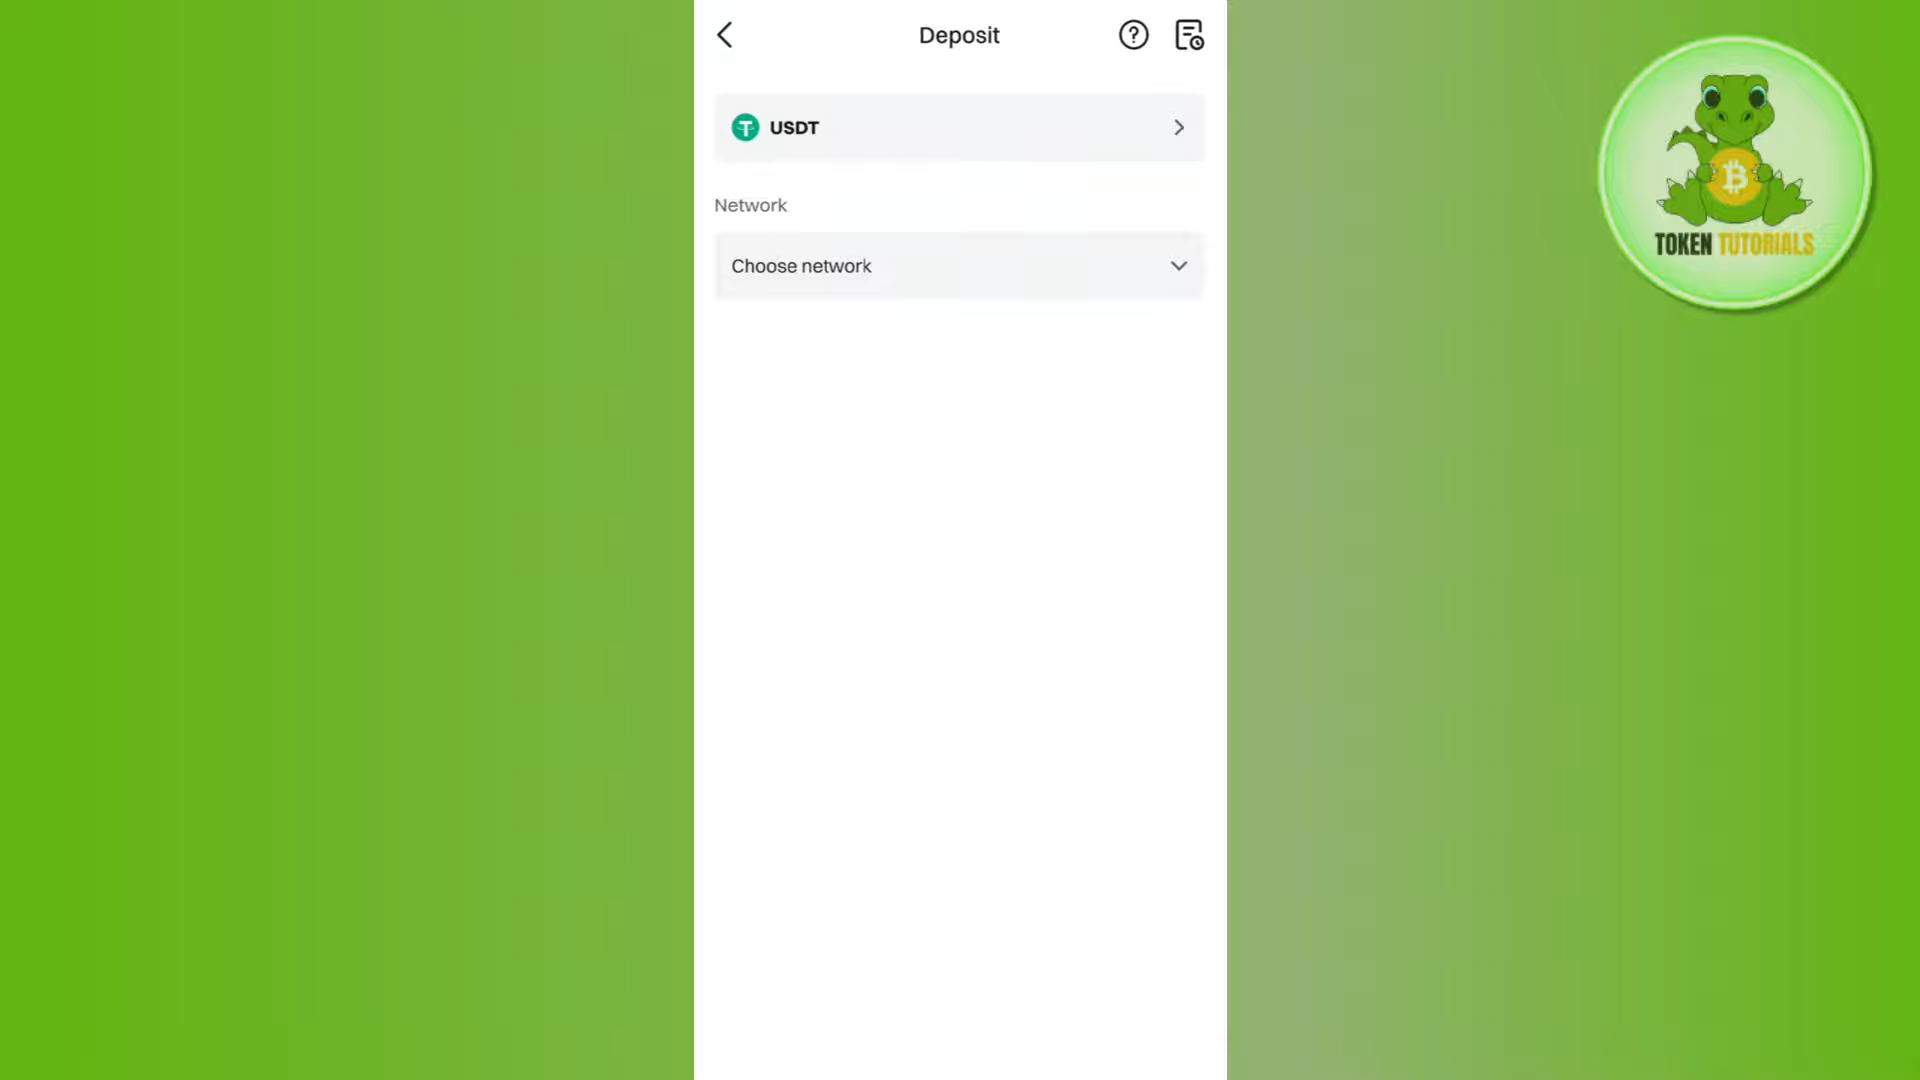 Deposit
USDT
Network
Choose network
TOKEN TUTORIALS